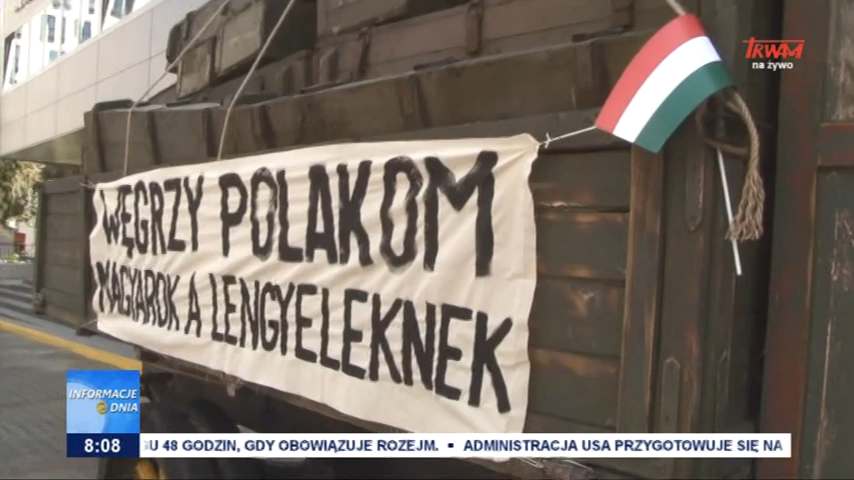 TRWAM
na żywo
WĘGRZY POLAKOM
MAGYAROK A LENGYELEKNEK
INFORMACJE
DNIA
8:08
U 48 GODZIN, GDY OBOWIĄZUJE ROZEJM. ▪ ADMINISTRACJA USA PRZYGOTOWUJE SIĘ NA